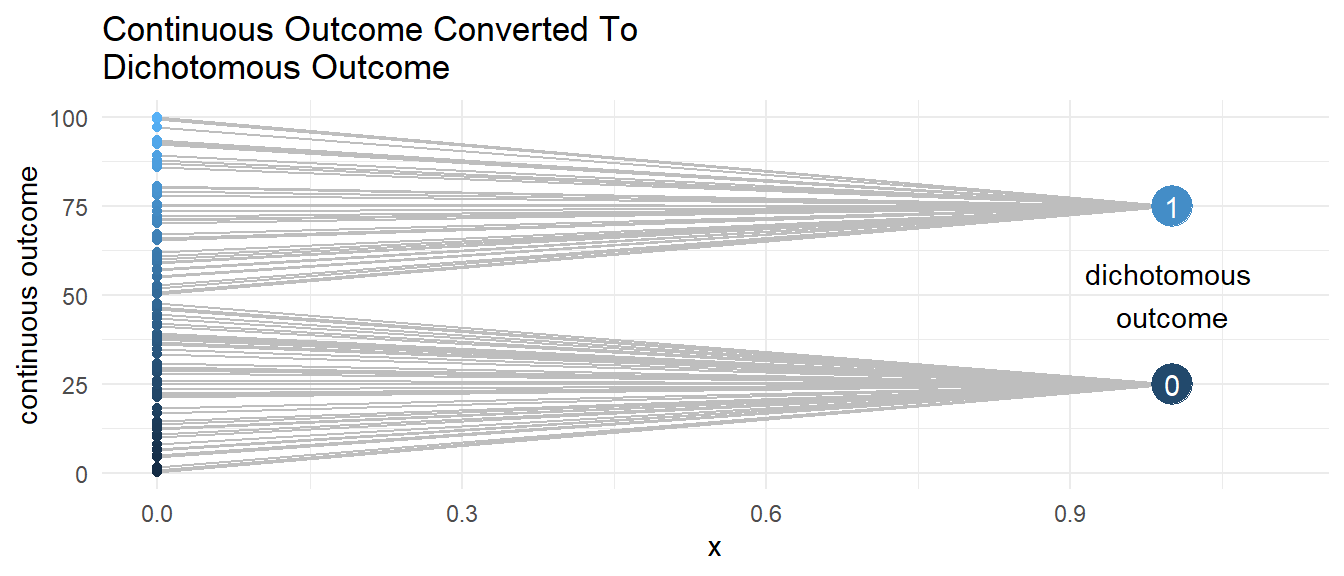 Continuous Outcome Converted To
Dichotomous Outcome
continuous outcome
100
75
50
25
0
1
dichotomous
outcome
0
0.0
0.3
0.6
0.9
x